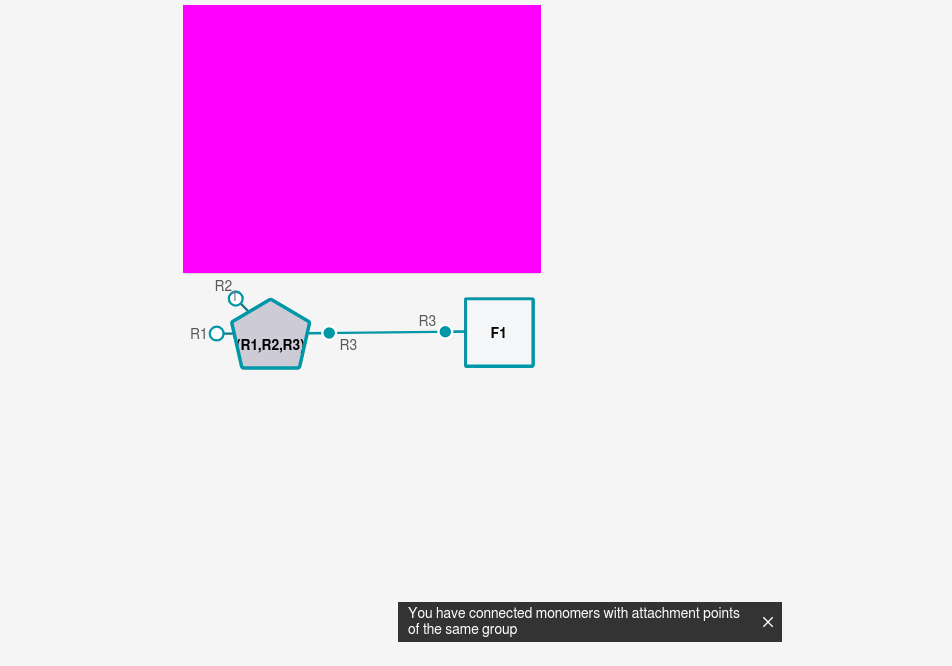 R2
R1
(R1,R2,R3)
R3
R3
F1
You have connected monomers with attachment points
of the same group